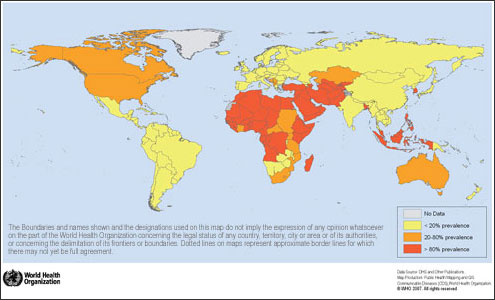 The Boundaries and names shown and the designations used on this map do not imply the expression of any opinion whatsoever
on the part of the World Health Organization concerning the legal status of any country, territory, city or area or of its authorities,
or concerning the delimitation of its frontiers or boundaries. Dotted lines on maps represent approximate border lines for which
there may not yet be full agreement.
No Data
< 20% prevalence
20-80% prevalence
> 80% prevalence
World Health
Organization
Data Source: DHS and Other Publications
Map Production: Public Health Mapping and GIS
Communicable Diseases (CDS), World Health Organization
© WHO 2007. All rights reserved